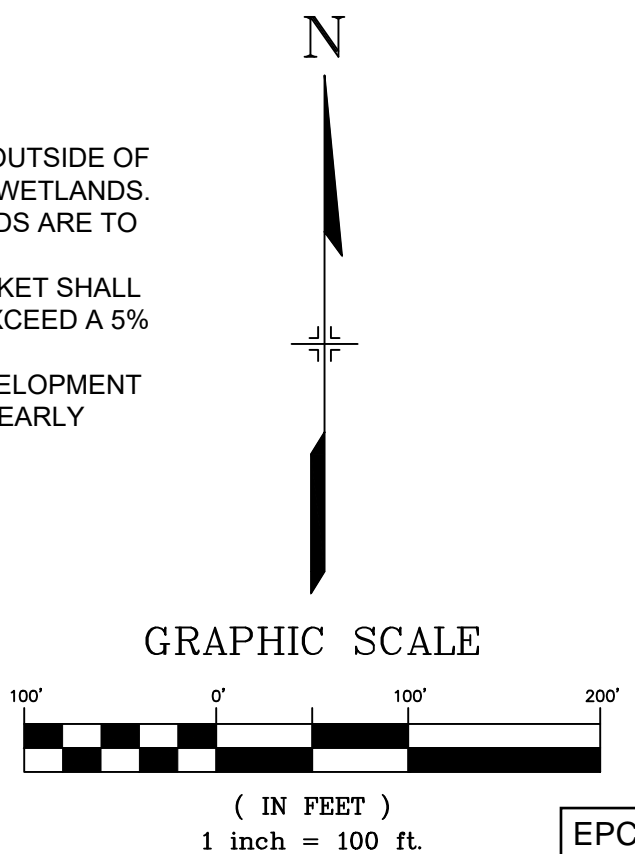 N
OUTSIDE OF
WETLANDS.
DS ARE TO
KET SHALL
XCEED A 5%
ELOPMENT
EARLY
GRAPHIC SCALE
100' 0' 100' 200'
( IN FEET )
1 inch = 100 ft.
EPC